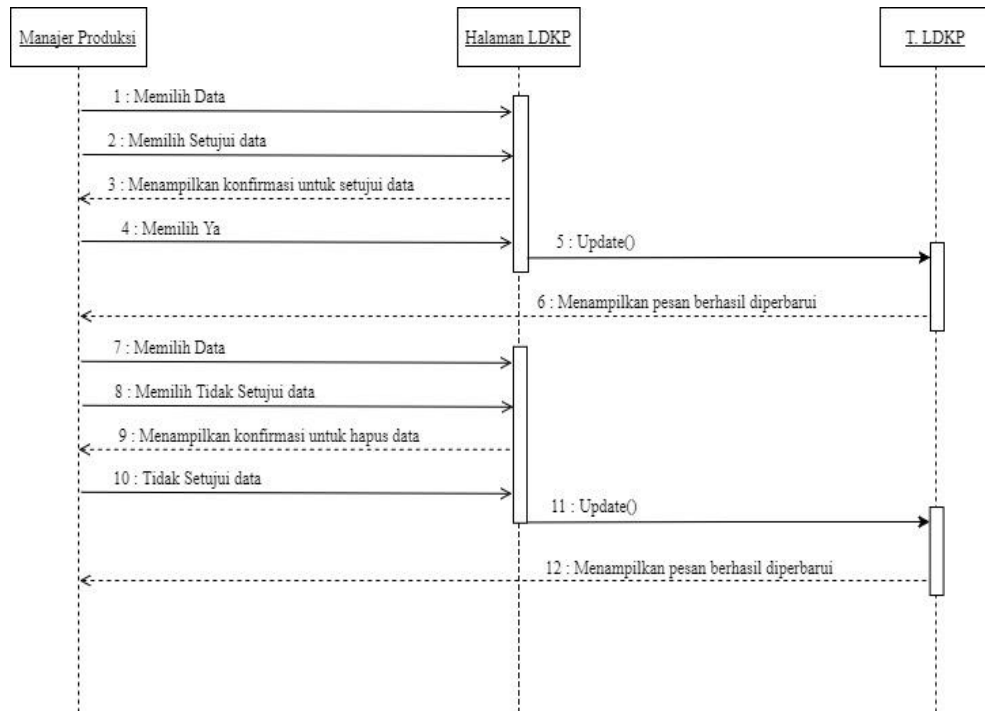 Manajer Produksi
Halaman LDKP
T. LDKP
1 : Memilih Data
2 : Memilih Setujui data
3 : Menampilkan konfirmasi untuk setujui data
4 : Memilih Ya
5 : Update()
6 : Menampilkan pesan berhasil diperbarui
7 : Memilih Data
8 : Memilih Tidak Setujui data
9 : Menampilkan konfirmasi untuk hapus data
10 : Tidak Setujui data
11 : Update()
12 : Menampilkan pesan berhasil diperbarui